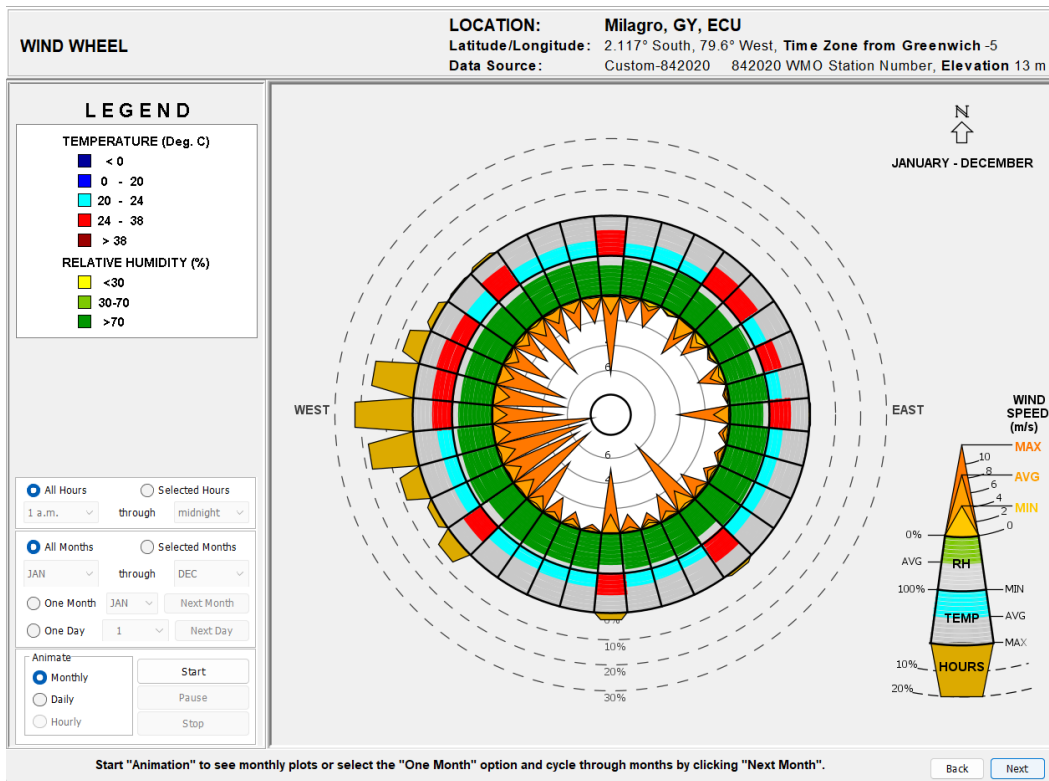 WIND WHEEL
LOCATION: Milagro, GY, ECU
Latitude/Longitude: 2.117° South, 79.6° West, Time Zone from Greenwich -5
Data Source: Custom-842020 842020 WMO Station Number, Elevation 13 m
LEGEND
TEMPERATURE (Deg. C)
< 0
0 - 20
20 - 24
24 - 38
> 38
RELATIVE HUMIDITY (%)
<30
30-70
>70
All Hours Selected Hours
1 a.m. through midnight
All Months Selected Months
JAN through DEC
One Month JAN Next Month
One Day 1 Next Day
Animate
Monthly Start
Daily Pause
Hourly Stop
N
JANUARY - DECEMBER
WEST
EAST
6
6
4
10%
20%
30%
WIND
SPEED
(m/s)
MAX
10
8
AVG
6
4
MIN
2
0
0%
AVG RH
100% MIN
TEMP AVG
MAX
10% HOURS
20%
Start "Animation" to see monthly plots or select the "One Month" option and cycle through months by clicking "Next Month".
Back Next